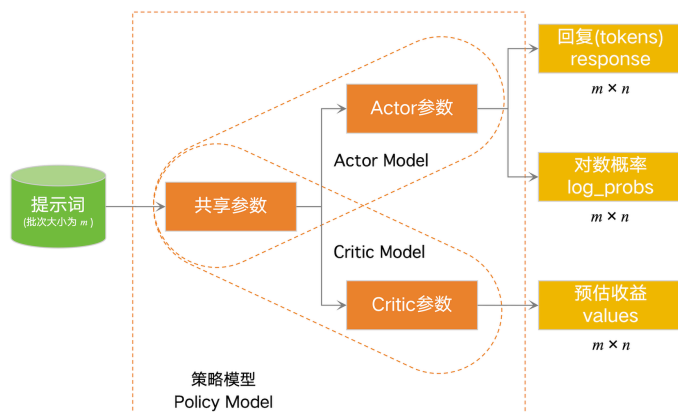 提示词
(批次大小为 m)
共享参数
Actor参数
Actor Model
Critic Model
Critic参数
策略模型
Policy Model
回复(tokens)
response
m × n
对数概率
log_probs
m × n
预估收益
values
m × n